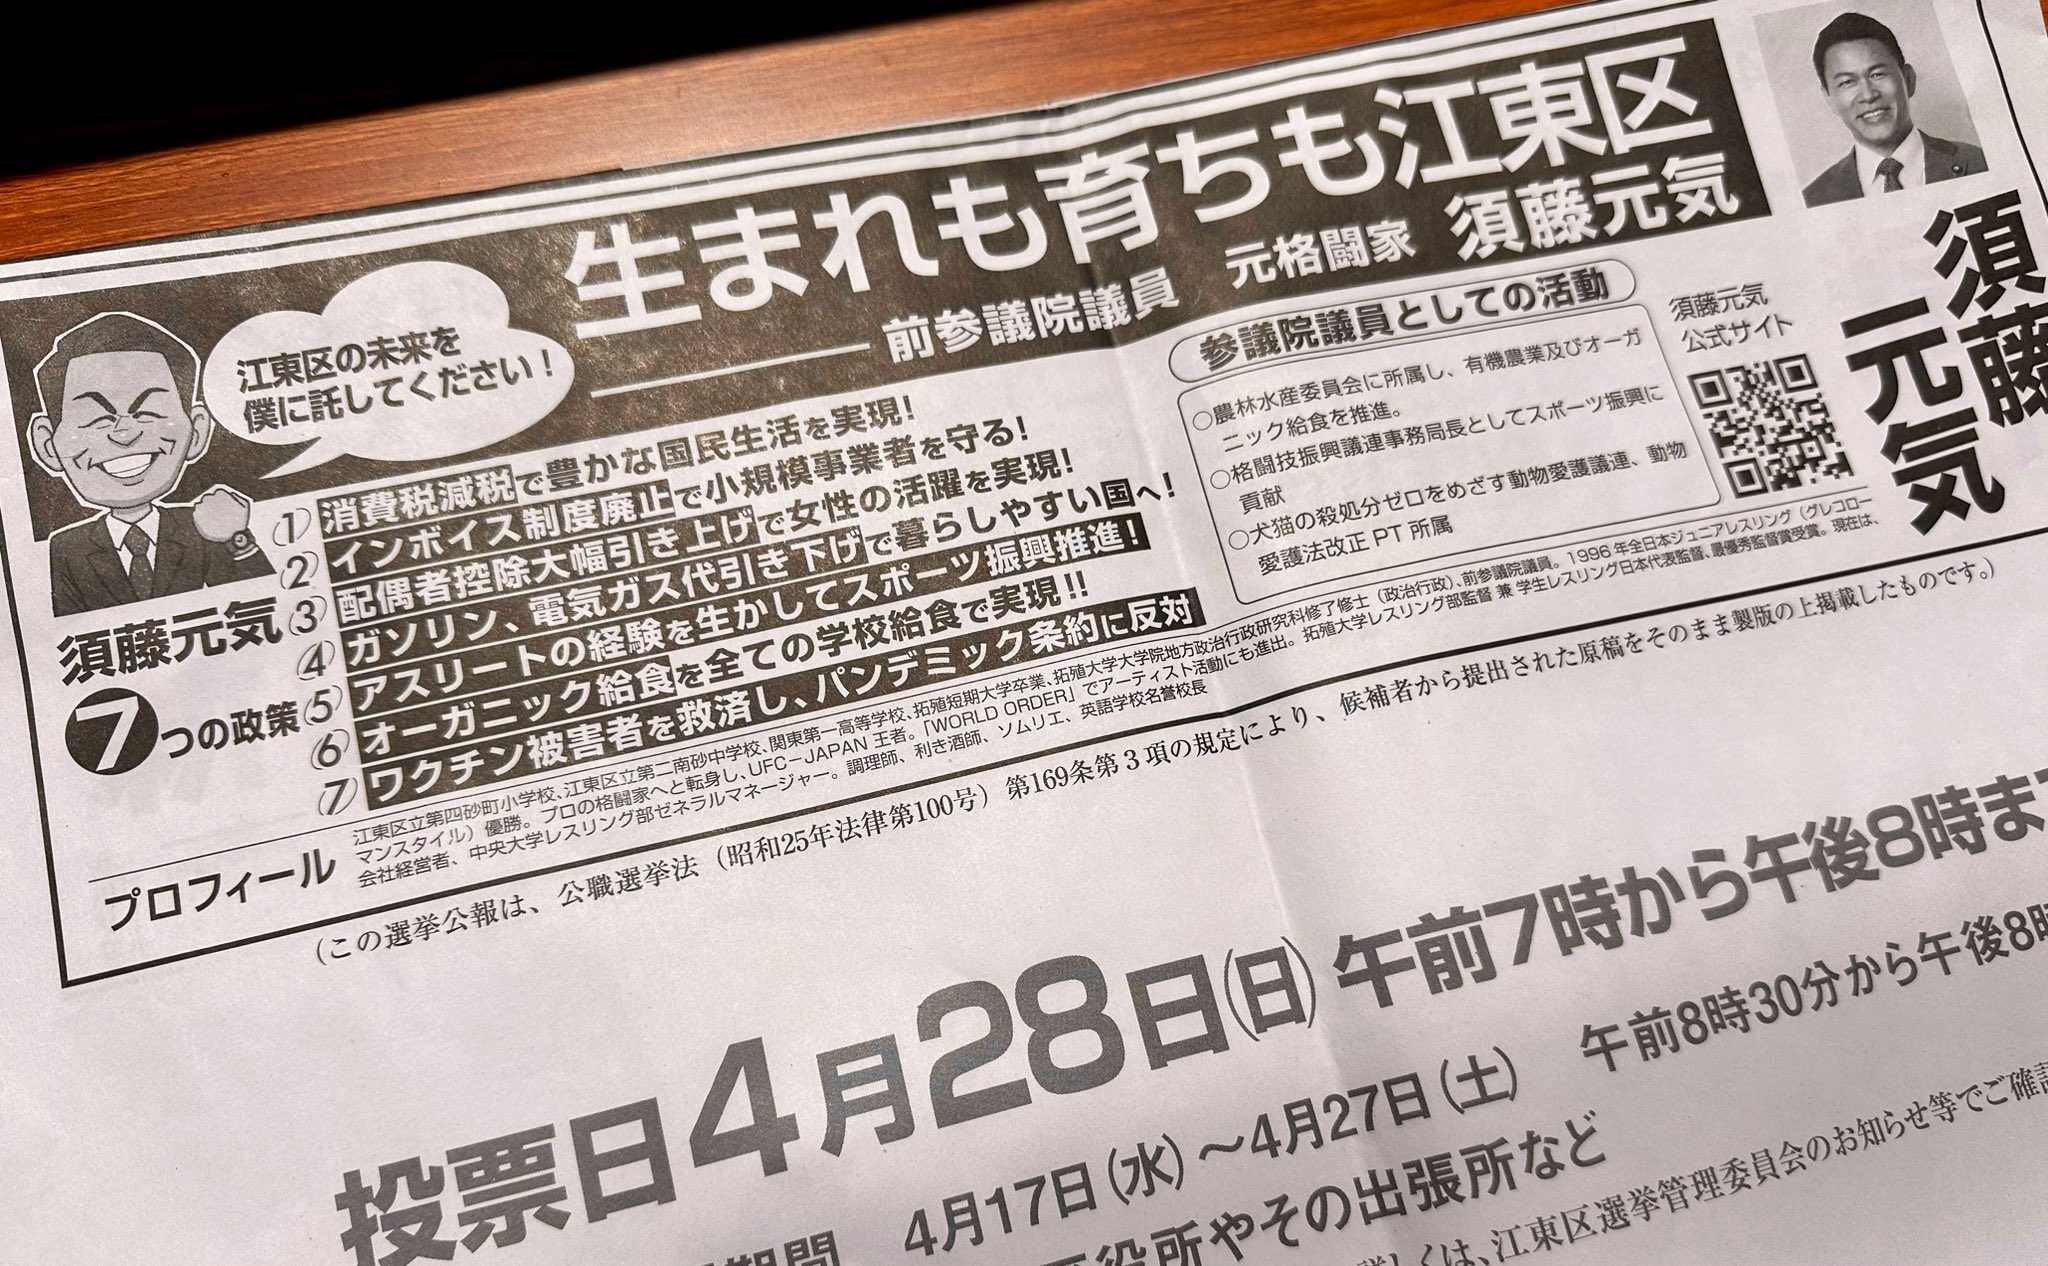 生まれも育ちも江東区
前参議院議員 元格闘家 須藤元気
須藤元気
江東区の未来を
僕に託してください！
須藤元気
7つの政策
① 消費税減税で豊かな国民生活を実現！
② インボイス制度廃止で小規模事業者を守る！
③ 配偶者控除大幅引き上げで女性の活躍を実現！
④ ガソリン、電気ガス代引き下げで暮らしやすい国へ！
⑤ アスリートの経験を生かしてスポーツ振興推進！
⑥ オーガニック給食を全ての学校給食で実現！！
⑦ ワクチン被害者を救済し、パンデミック条約に反対
参議院議員としての活動
○農林水産委員会に所属し、有機農業及びオーガ
ニック給食を推進。
○格闘技振興議連事務局長としてスポーツ振興に
貢献
○犬猫の殺処分ゼロをめざす動物愛護議連、動物
愛護法改正PT所属
須藤元気
公式サイト
プロフィール
江東区立第四砂町小学校、江東区立第二南砂中学校、関東第一高等学校、拓殖短期大学卒業、拓殖大学大学院地方政治行政研究科修了修士（政治行政）、前参議院議員。1996年全日本ジュニアレスリング（グレコロー
マンスタイル）優勝。プロの格闘家へと転身し、UFC－JAPAN王者。「WORLD ORDER」でアーティスト活動にも進出。拓殖大学レスリング部監督 兼 学生レスリング日本代表監督、最優秀監督賞受賞。現在は、
会社経営者、中央大学レスリング部ゼネラルマネージャー。調理師、利き酒師、ソムリエ、英語学校名誉校長
（この選挙公報は、公職選挙法（昭和25年法律第100号）第169条第3項の規定により、候補者から提出された原稿をそのまま製版の上掲載したものです。）
投票日4月28日(日) 午前7時から午後8時ま
期間 4月17日(水)～4月27日(土) 午前8時30分から午後8時
役所やその出張所など
しくは、江東区選挙管理委員会のお知らせ等でご確認